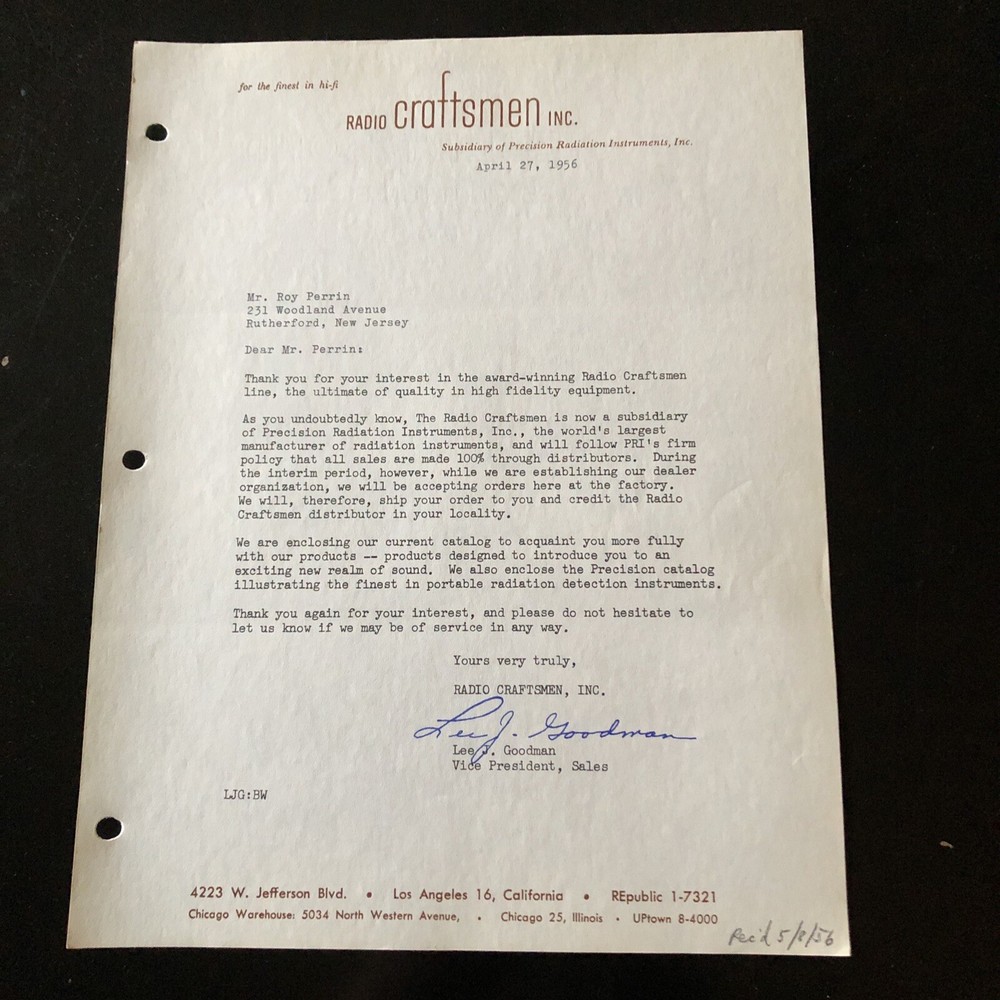 for the finest in hi-fi
RADIO craftsmen INC.
Subsidiary of Precision Radiation Instruments, Inc.
April 27, 1956
Mr. Roy Perrin
231 Woodland Avenue
Rutherford, New Jersey
Dear Mr. Perrin:
Thank you for your interest in the award-winning Radio Craftsmen
line, the ultimate of quality in high fidelity equipment.
As you undoubtedly know, The Radio Craftsmen is now a subsidiary
of Precision Radiation Instruments, Inc., the world's largest
manufacturer of radiation instruments, and will follow PRI's firm
policy that all sales are made 100% through distributors. During
the interim period, however, while we are establishing our dealer
organization, we will be accepting orders here at the factory.
We will, therefore, ship your order to you and credit the Radio
Craftsmen distributor in your locality.
We are enclosing our current catalog to acquaint you more fully
with our products -- products designed to introduce you to an
exciting new realm of sound. We also enclose the Precision catalog
illustrating the finest in portable radiation detection instruments.
Thank you again for your interest, and please do not hesitate to
let us know if we may be of service in any way.
Yours very truly,
RADIO CRAFTSMEN, INC.
Lee J. Goodman
Lee J. Goodman
Vice President, Sales
LJG:BW
4223 W. Jefferson Blvd. • Los Angeles 16, California • REpublic 1-7321
Chicago Warehouse: 5034 North Western Avenue, • Chicago 25, Illinois • UPtown 8-4000
Rec'd 5/2/56